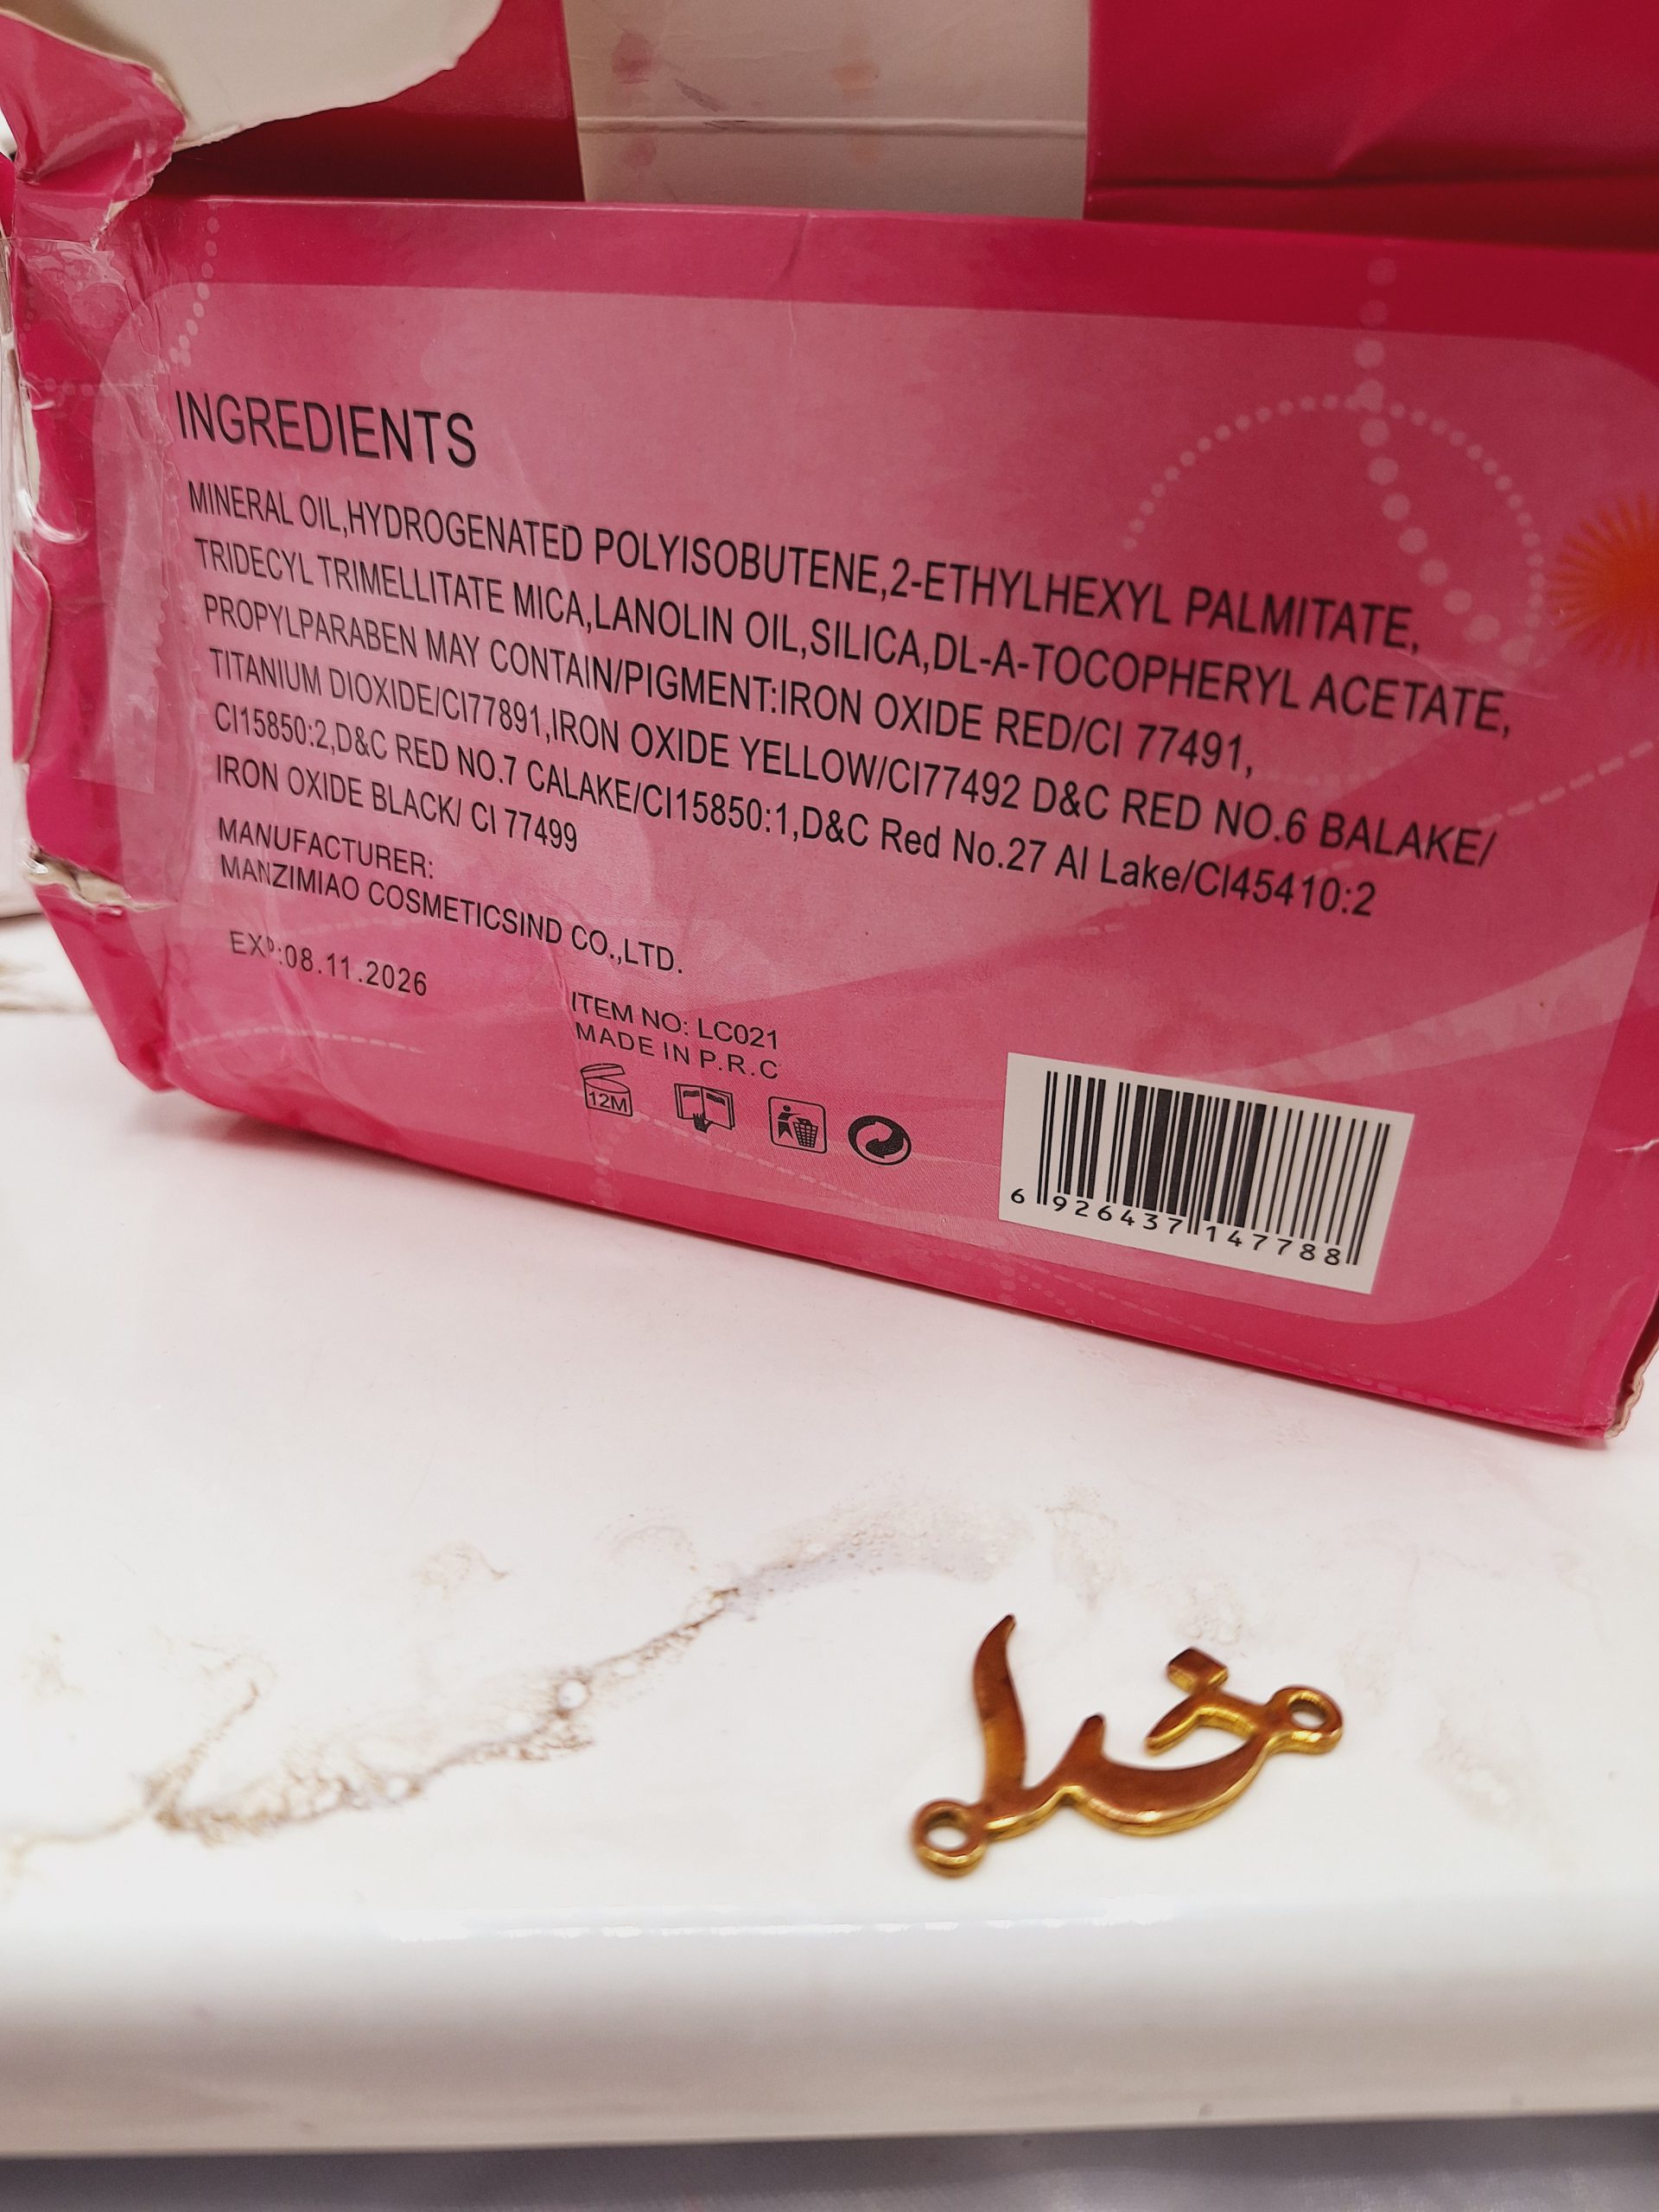 INGREDIENTS
MINERAL OIL,HYDROGENATED POLYISOBUTENE,2-ETHYLHEXYL PALMITATE,
TRIDECYL TRIMELLITATE MICA,LANOLIN OIL,SILICA,DL-A-TOCOPHERYL ACETATE,
PROPYLPARABEN MAY CONTAIN/PIGMENT:IRON OXIDE RED/CI 77491,
TITANIUM DIOXIDE/CI77891,IRON OXIDE YELLOW/CI77492 D&C RED NO.6 BALAKE/
CI15850:2,D&C RED NO.7 CALAKE/CI15850:1,D&C Red No.27 Al Lake/CI45410:2
IRON OXIDE BLACK/ CI 77499
MANUFACTURER:
MANZIMIAO COSMETICSIND CO.,LTD.
EXP:08.11.2026
ITEM NO: LC021
MADE IN P.R.C
12M
6 926437 147788
خدا